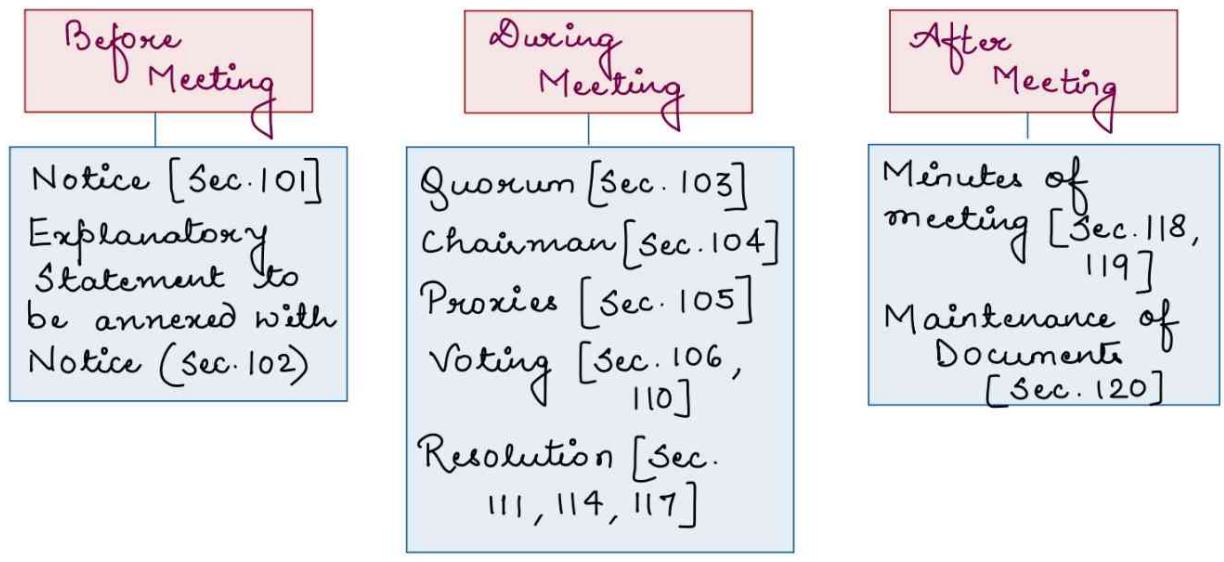 Before
Meeting
Notice [Sec.101]
Explanatory
Statement to
be annexed with
Notice (Sec.102)
During
Meeting
Quorum [Sec. 103]
Chairman [Sec. 104]
Proxies [Sec. 105]
Voting [Sec. 106,
110]
Resolution [Sec.
111, 114, 117]
After
Meeting
Minutes of
meeting [Sec. 118,
119]
Maintenance of
Documents
[Sec. 120]